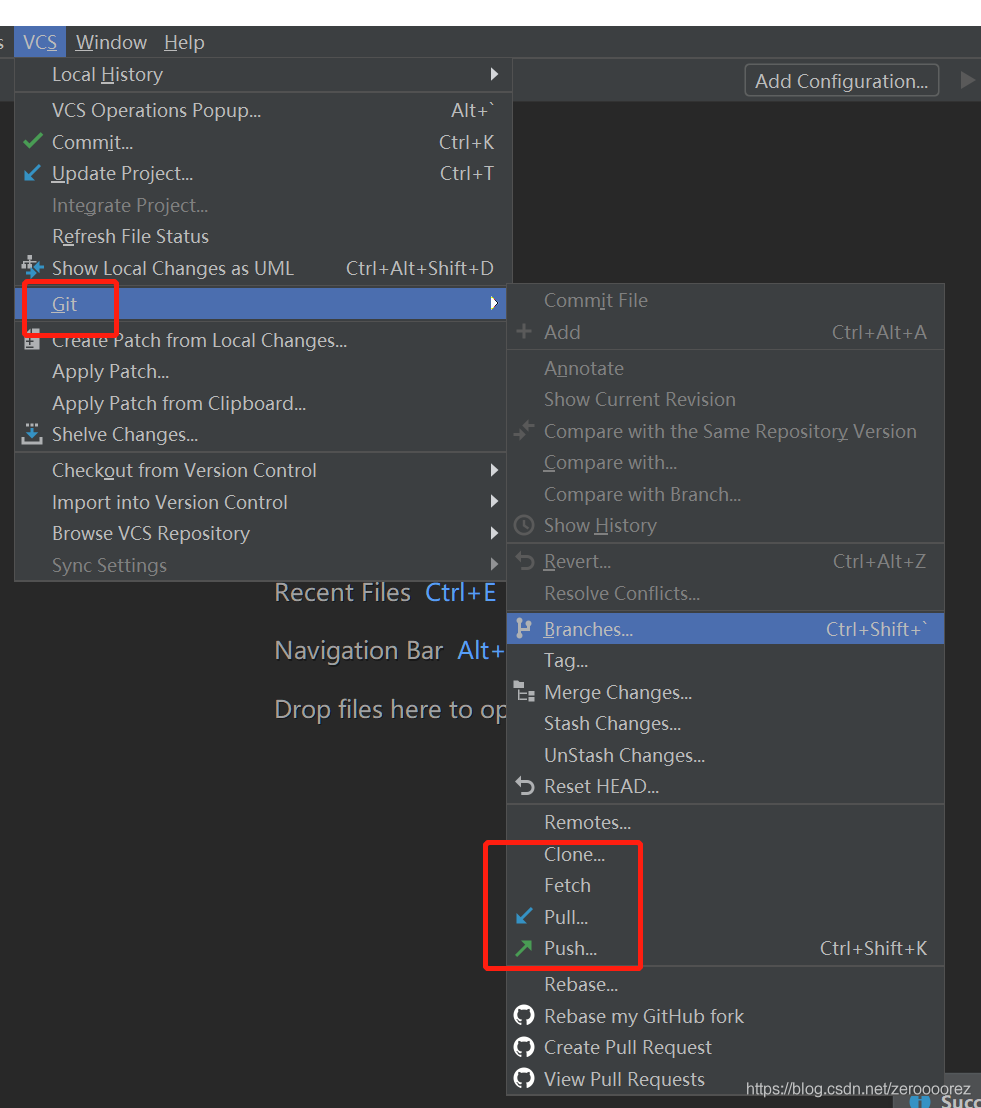 s VCS Window Help
Local History
Add Configuration...
VCS Operations Popup... Alt+`
Commit... Ctrl+K
Update Project... Ctrl+T
Integrate Project...
Refresh File Status
Show Local Changes as UML Ctrl+Alt+Shift+D
Git
Create Patch from Local Changes...
Apply Patch...
Apply Patch from Clipboard...
Shelve Changes...
Checkout from Version Control
Import into Version Control
Browse VCS Repository
Sync Settings
Commit File
Add Ctrl+Alt+A
Annotate
Show Current Revision
Compare with the Same Repository Version
Compare with...
Compare with Branch...
Show History
Revert... Ctrl+Alt+Z
Resolve Conflicts...
Branches... Ctrl+Shift+`
Tag...
Merge Changes...
Stash Changes...
UnStash Changes...
Reset HEAD...
Remotes...
Clone...
Fetch
Pull...
Push... Ctrl+Shift+K
Rebase...
Rebase my GitHub fork
Create Pull Request
View Pull Requests
Recent Files Ctrl+E
Navigation Bar Alt+
Drop files here to op
https://blog.csdn.net/zeroooorez
Succ